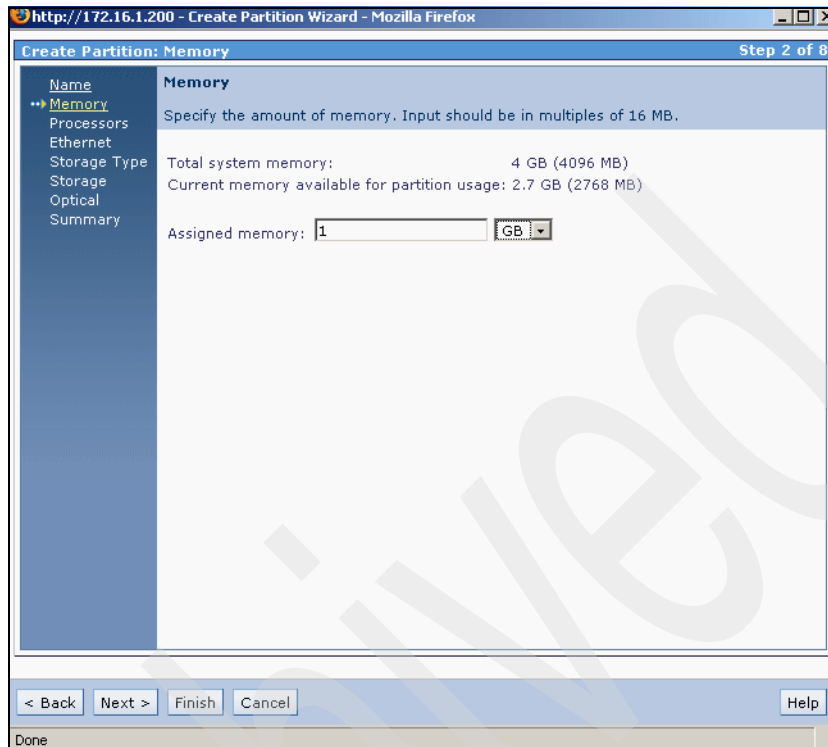 http://172.16.1.200 - Create Partition Wizard - Mozilla Firefox
Create Partition: Memory Step 2 of 8
Name
Memory
Processors
Ethernet
Storage Type
Storage
Optical
Summary
Memory
Specify the amount of memory. Input should be in multiples of 16 MB.
Total system memory: 4 GB (4096 MB)
Current memory available for partition usage: 2.7 GB (2768 MB)
Assigned memory: 1 GB
< Back Next > Finish Cancel Help
Done